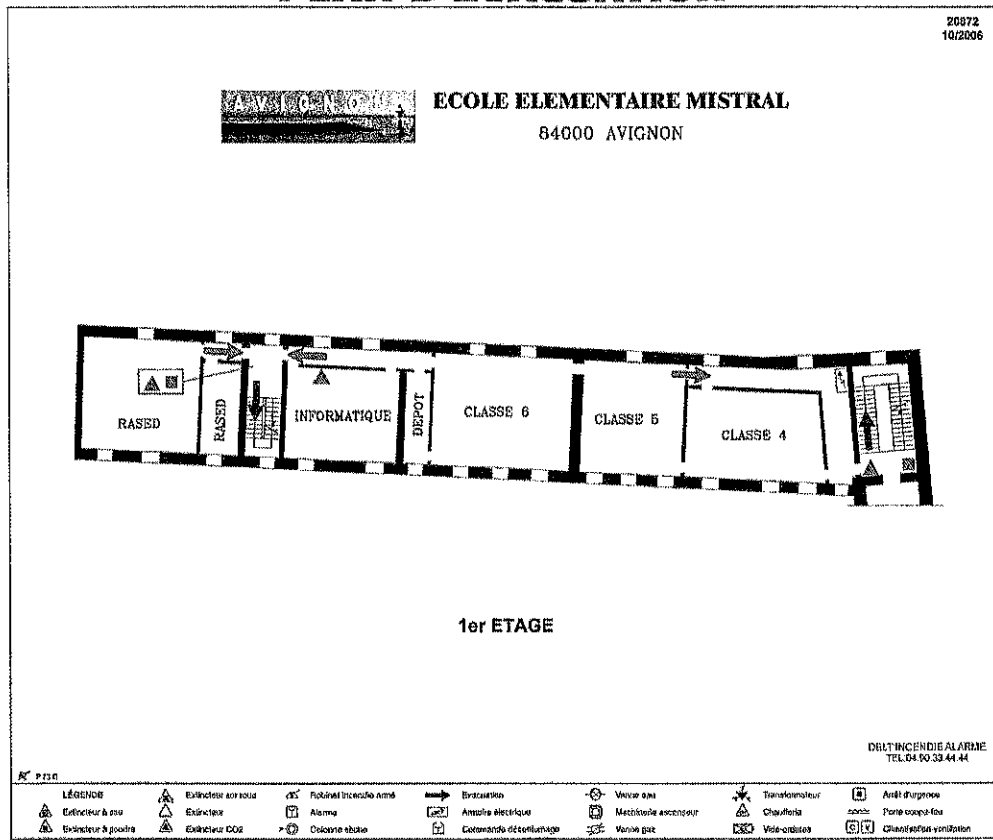 20872
10/2006
AVIGNON
ECOLE ELEMENTAIRE MISTRAL
84000 AVIGNON
RASED
RASED
INFORMATIQUE
DEPOT
CLASSE 6
CLASSE 5
CLASSE 4
1er ETAGE
DELTINCENDIE ALARME
TEL:04.90.33.44.44
LÉGENDE
Extincteur à eau
Extincteur à poudre
Extincteur sur roue
Extincteur
Extincteur CO2
Robinet incendie armé
Alarme
Colonne sèche
Evacuation
Armoire électrique
Commande désenfumage
Vanne eau
Machinerie ascenseur
Vanne gaz
Transformateur
Chaufferie
Vide-ordures
Arrêt d'urgence
Porte coupe-feu
Climatisation-ventilation